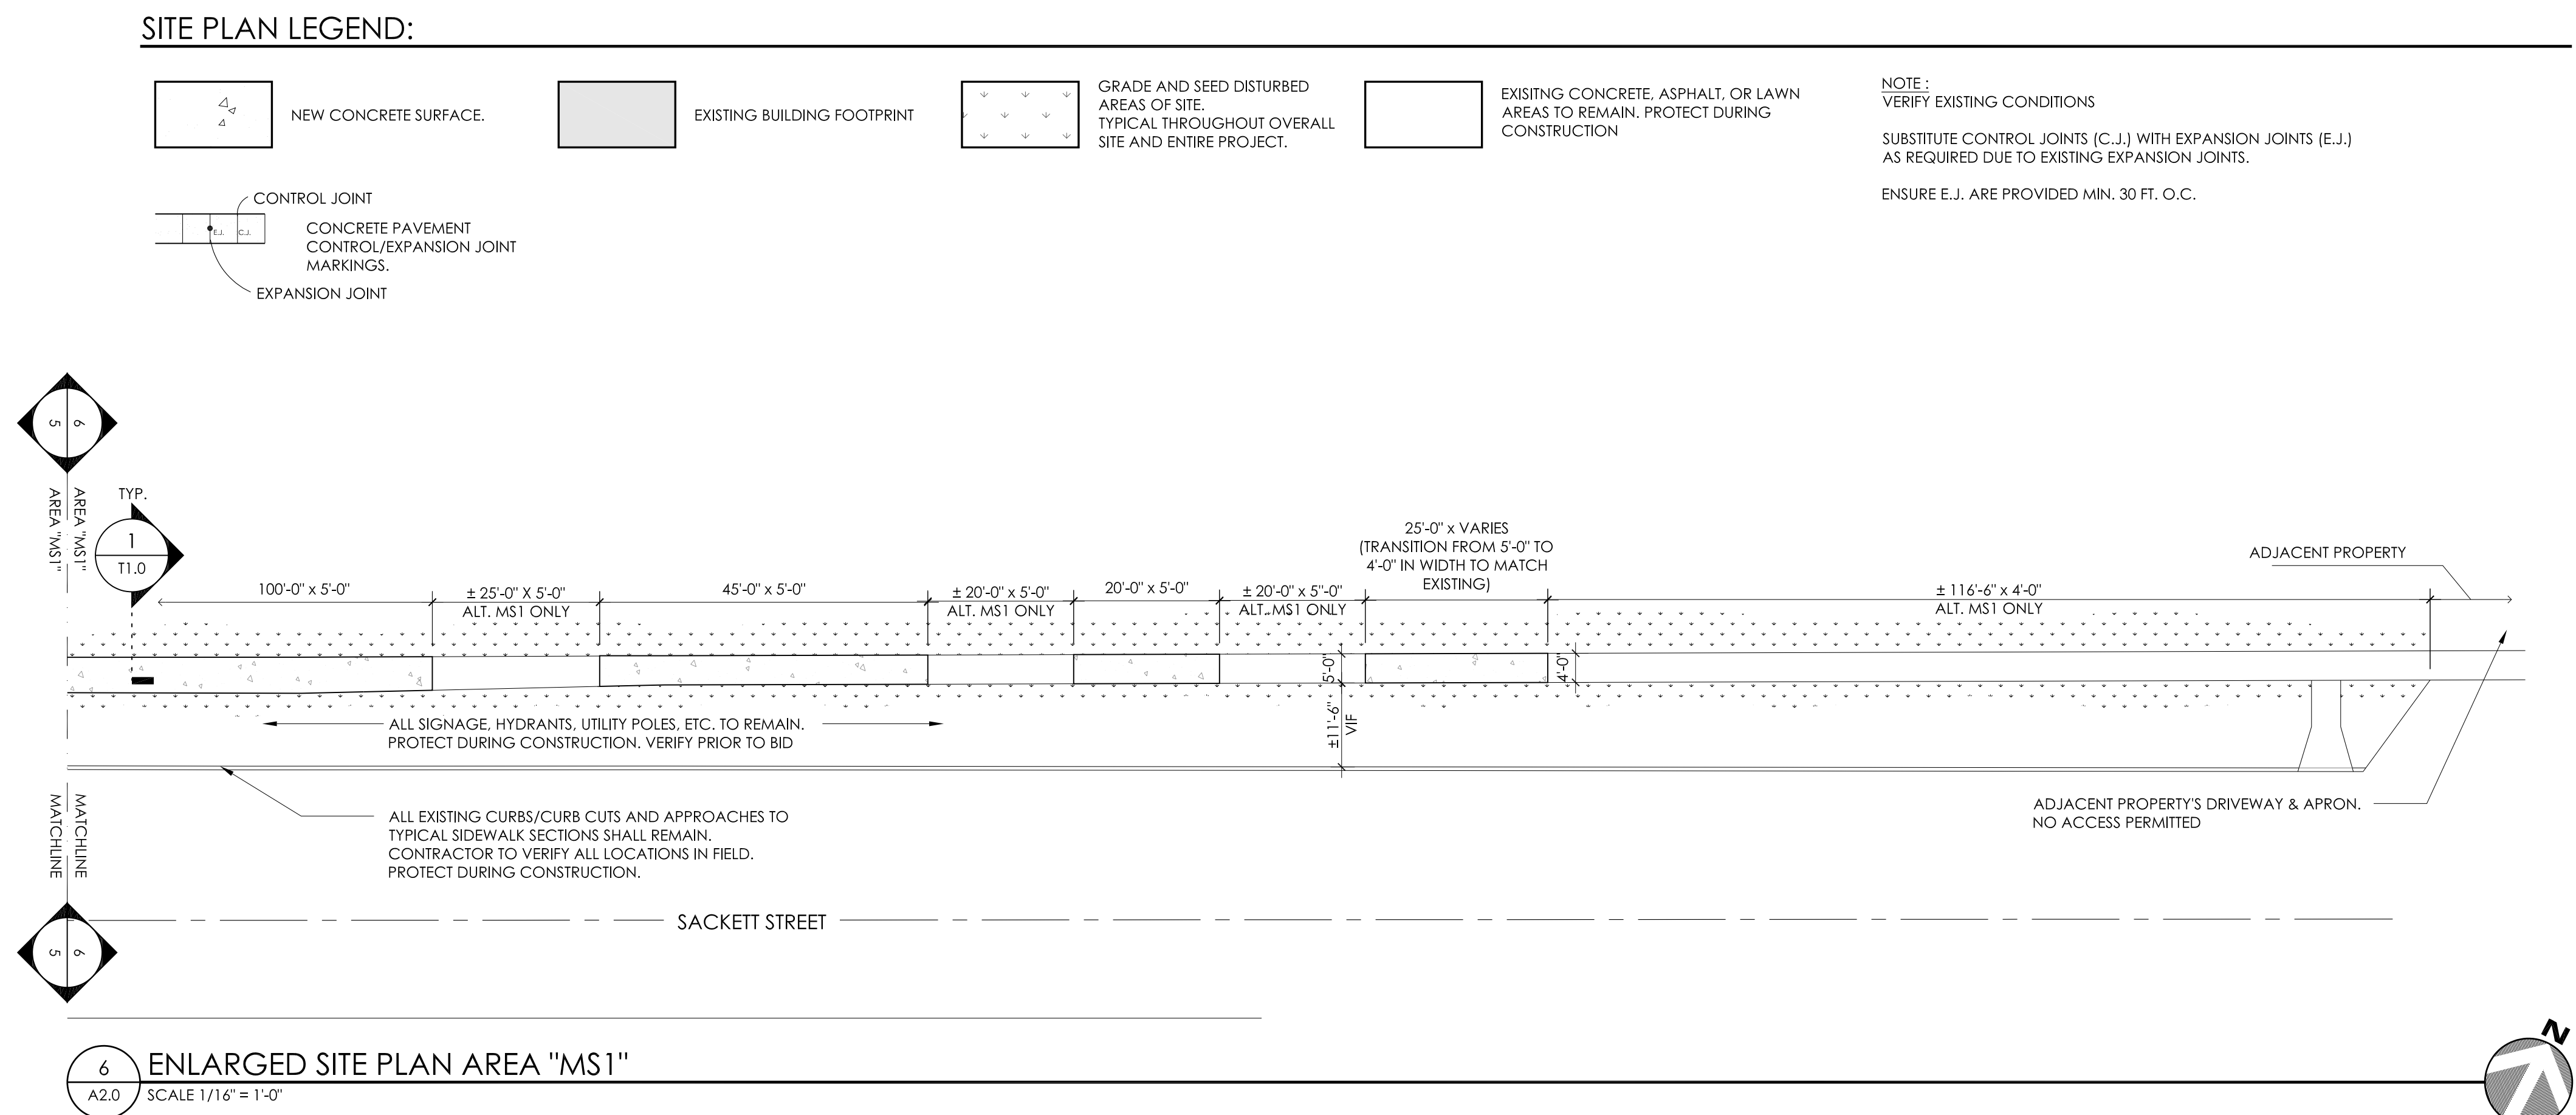 SITE PLAN LEGEND:
NEW CONCRETE SURFACE.
EXISTING BUILDING FOOTPRINT
GRADE AND SEED DISTURBED
AREAS OF SITE.
TYPICAL THROUGHOUT OVERALL
SITE AND ENTIRE PROJECT.
EXISITNG CONCRETE, ASPHALT, OR LAWN
AREAS TO REMAIN. PROTECT DURING
CONSTRUCTION
NOTE :
VERIFY EXISTING CONDITIONS
SUBSTITUTE CONTROL JOINTS (C.J.) WITH EXPANSION JOINTS (E.J.)
AS REQUIRED DUE TO EXISTING EXPANSION JOINTS.
ENSURE E.J. ARE PROVIDED MIN. 30 FT. O.C.
CONTROL JOINT
E.J.
C.J.
CONCRETE PAVEMENT
CONTROL/EXPANSION JOINT
MARKINGS.
EXPANSION JOINT
5
6
AREA "MS1"
AREA "MS1"
TYP.
1
T1.0
100'-0" x 5'-0"
± 25'-0" X 5'-0"
ALT. MS1 ONLY
45'-0" x 5'-0"
± 20'-0" x 5'-0"
ALT. MS1 ONLY
20'-0" x 5'-0"
± 20'-0" x 5"-0"
ALT. MS1 ONLY
25'-0" x VARIES
(TRANSITION FROM 5'-0" TO
4'-0" IN WIDTH TO MATCH
EXISTING)
± 116'-6" x 4'-0"
ALT. MS1 ONLY
ADJACENT PROPERTY
5'-0"
4'-0"
±11'-6"
VIF
ALL SIGNAGE, HYDRANTS, UTILITY POLES, ETC. TO REMAIN.
PROTECT DURING CONSTRUCTION. VERIFY PRIOR TO BID
ALL EXISTING CURBS/CURB CUTS AND APPROACHES TO
TYPICAL SIDEWALK SECTIONS SHALL REMAIN.
CONTRACTOR TO VERIFY ALL LOCATIONS IN FIELD.
PROTECT DURING CONSTRUCTION.
ADJACENT PROPERTY'S DRIVEWAY & APRON.
NO ACCESS PERMITTED
MATCHLINE
MATCHLINE
5
6
SACKETT STREET
6
A2.0
ENLARGED SITE PLAN AREA "MS1"
SCALE 1/16" = 1'-0"
N